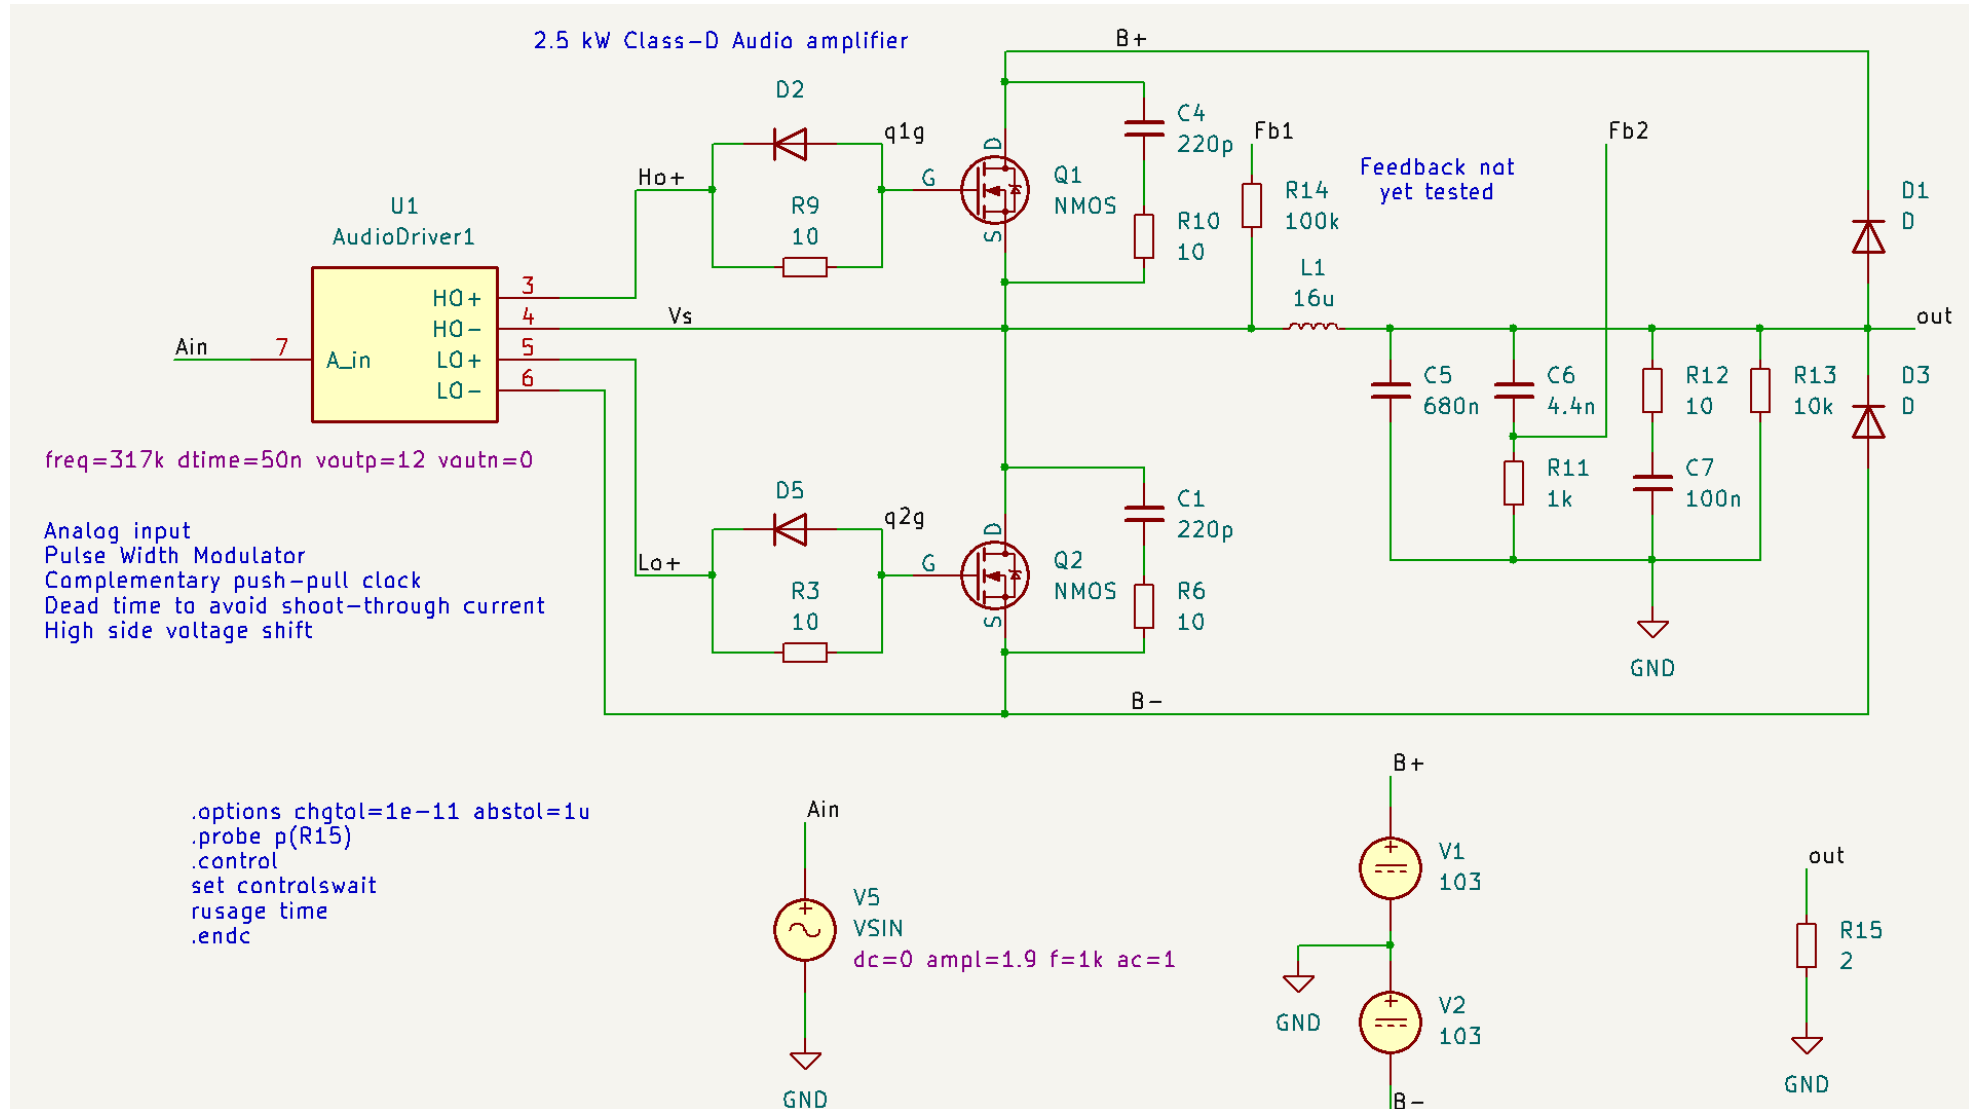 2.5 kW Class-D Audio amplifier
B+
D2
q1g
C4
220p
Fb1
Fb2
Feedback not
yet tested
Ho+
G
D
S
Q1
NMOS
R14
100k
D1
D
U1
AudioDriver1
R9
10
R10
10
L1
16u
HO+
3
HO-
4
Vs
out
Ain
7
A_in
LO+
5
LO-
6
C5
680n
C6
4.4n
R12
10
R13
10k
D3
D
freq=317k dtime=50n voutp=12 voutn=0
D5
q2g
C1
220p
R11
1k
C7
100n
Analog input
Pulse Width Modulator
Complementary push-pull clock
Dead time to avoid shoot-through current
High side voltage shift
Lo+
G
D
S
Q2
NMOS
R3
10
R6
10
GND
B-
B+
.options chgtol=1e-11 abstol=1u
.probe p(R15)
.control
set controlswait
rusage time
.endc
Ain
V5
VSIN
dc=0 ampl=1.9 f=1k ac=1
GND
V1
103
GND
V2
103
B-
out
R15
2
GND